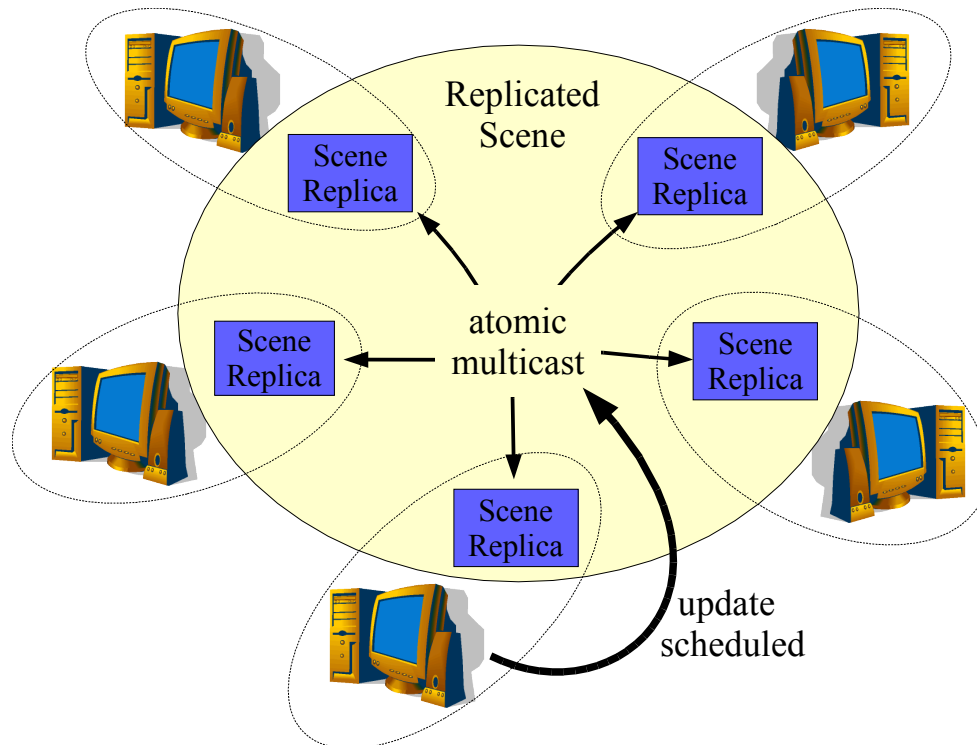 Replicated
Scene
Scene
Replica
Scene
Replica
atomic
multicast
Scene
Replica
Scene
Replica
Scene
Replica
update
scheduled